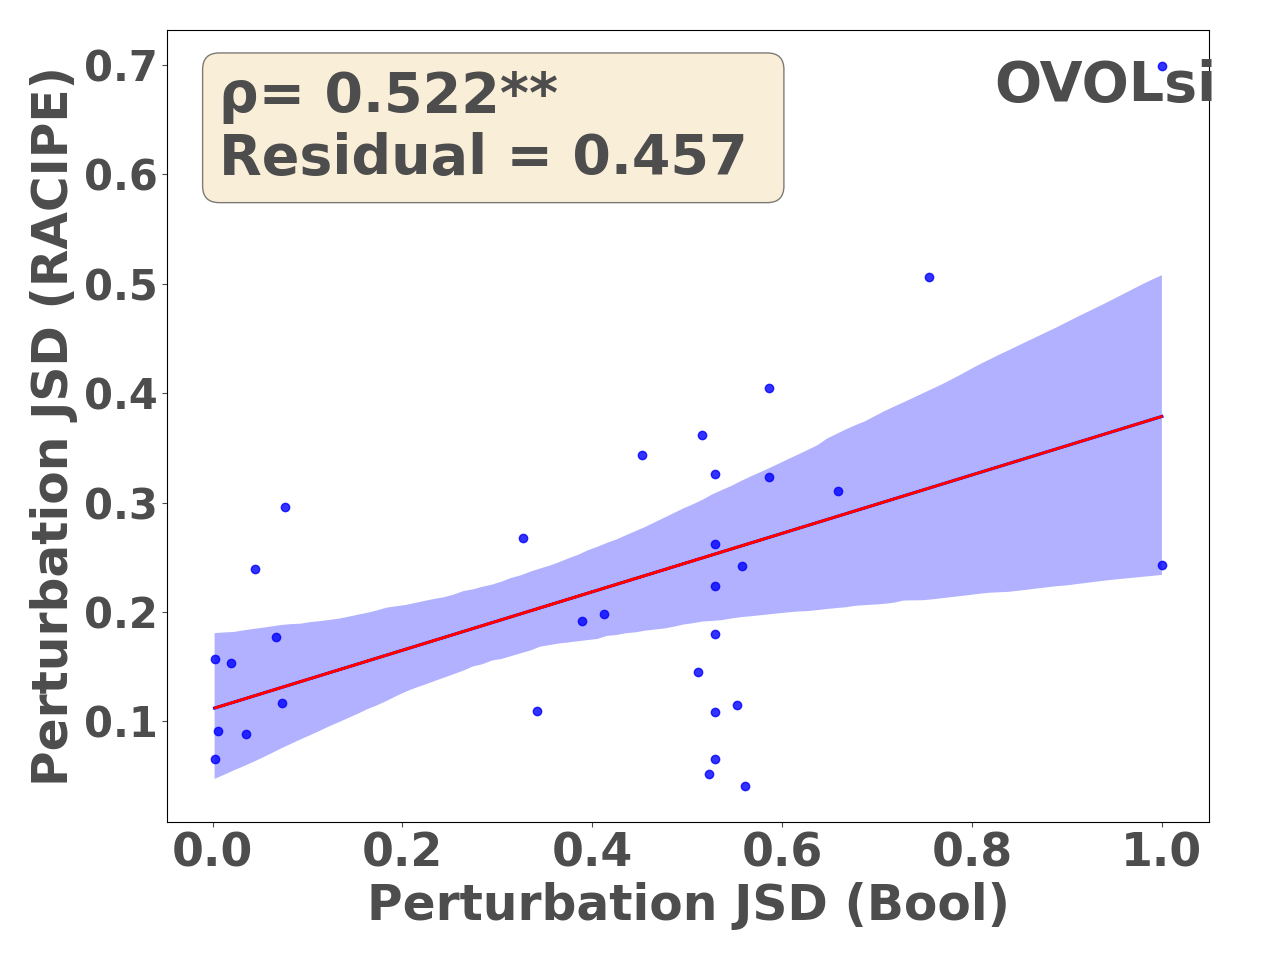 ρ= 0.522**
Residual = 0.457
OVOLsi
Perturbation JSD (RACIPE)
0.7
0.6
0.5
0.4
0.3
0.2
0.1
0.0 0.2 0.4 0.6 0.8 1.0
Perturbation JSD (Bool)